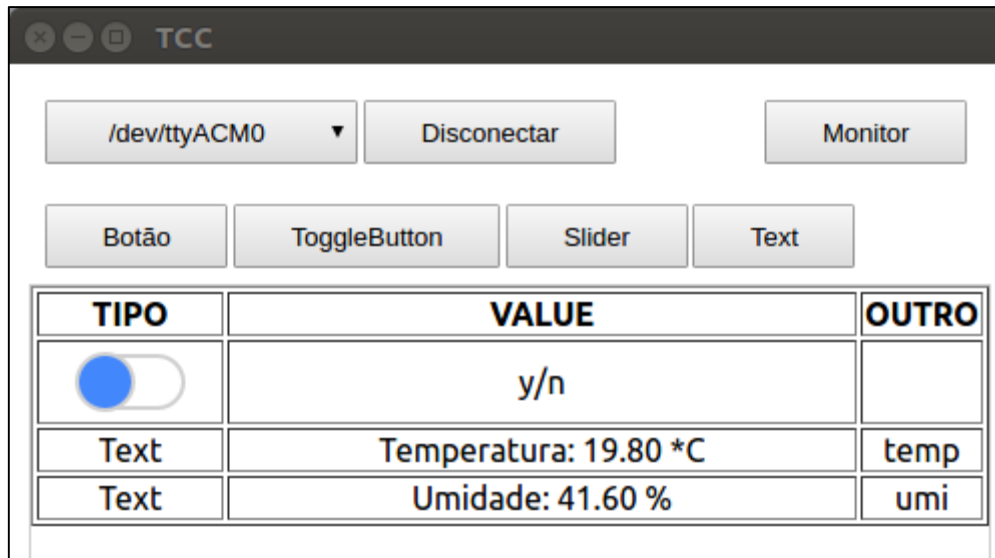 TCC
/dev/ttyACM0 Disconectar Monitor
Botão ToggleButton Slider Text
TIPO VALUE OUTRO
y/n
Text Temperatura: 19.80 *C temp
Text Umidade: 41.60 % umi